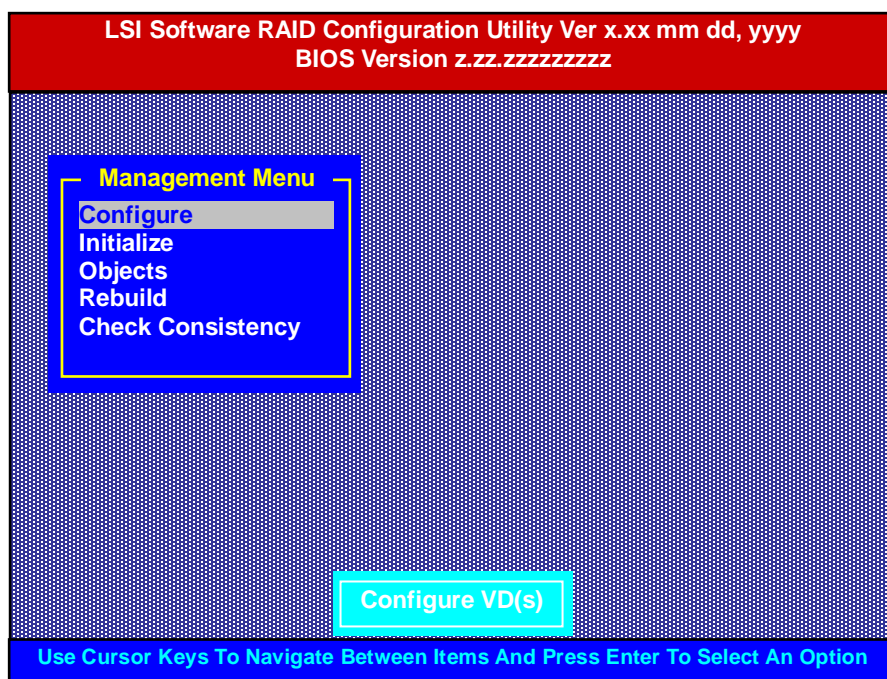 LSI Software RAID Configuration Utility Ver x.xx mm dd, yyyy
BIOS Version z.zz.zzzzzzzzz
Management Menu
Configure
Initialize
Objects
Rebuild
Check Consistency
Configure VD(s)
Use Cursor Keys To Navigate Between Items And Press Enter To Select An Option